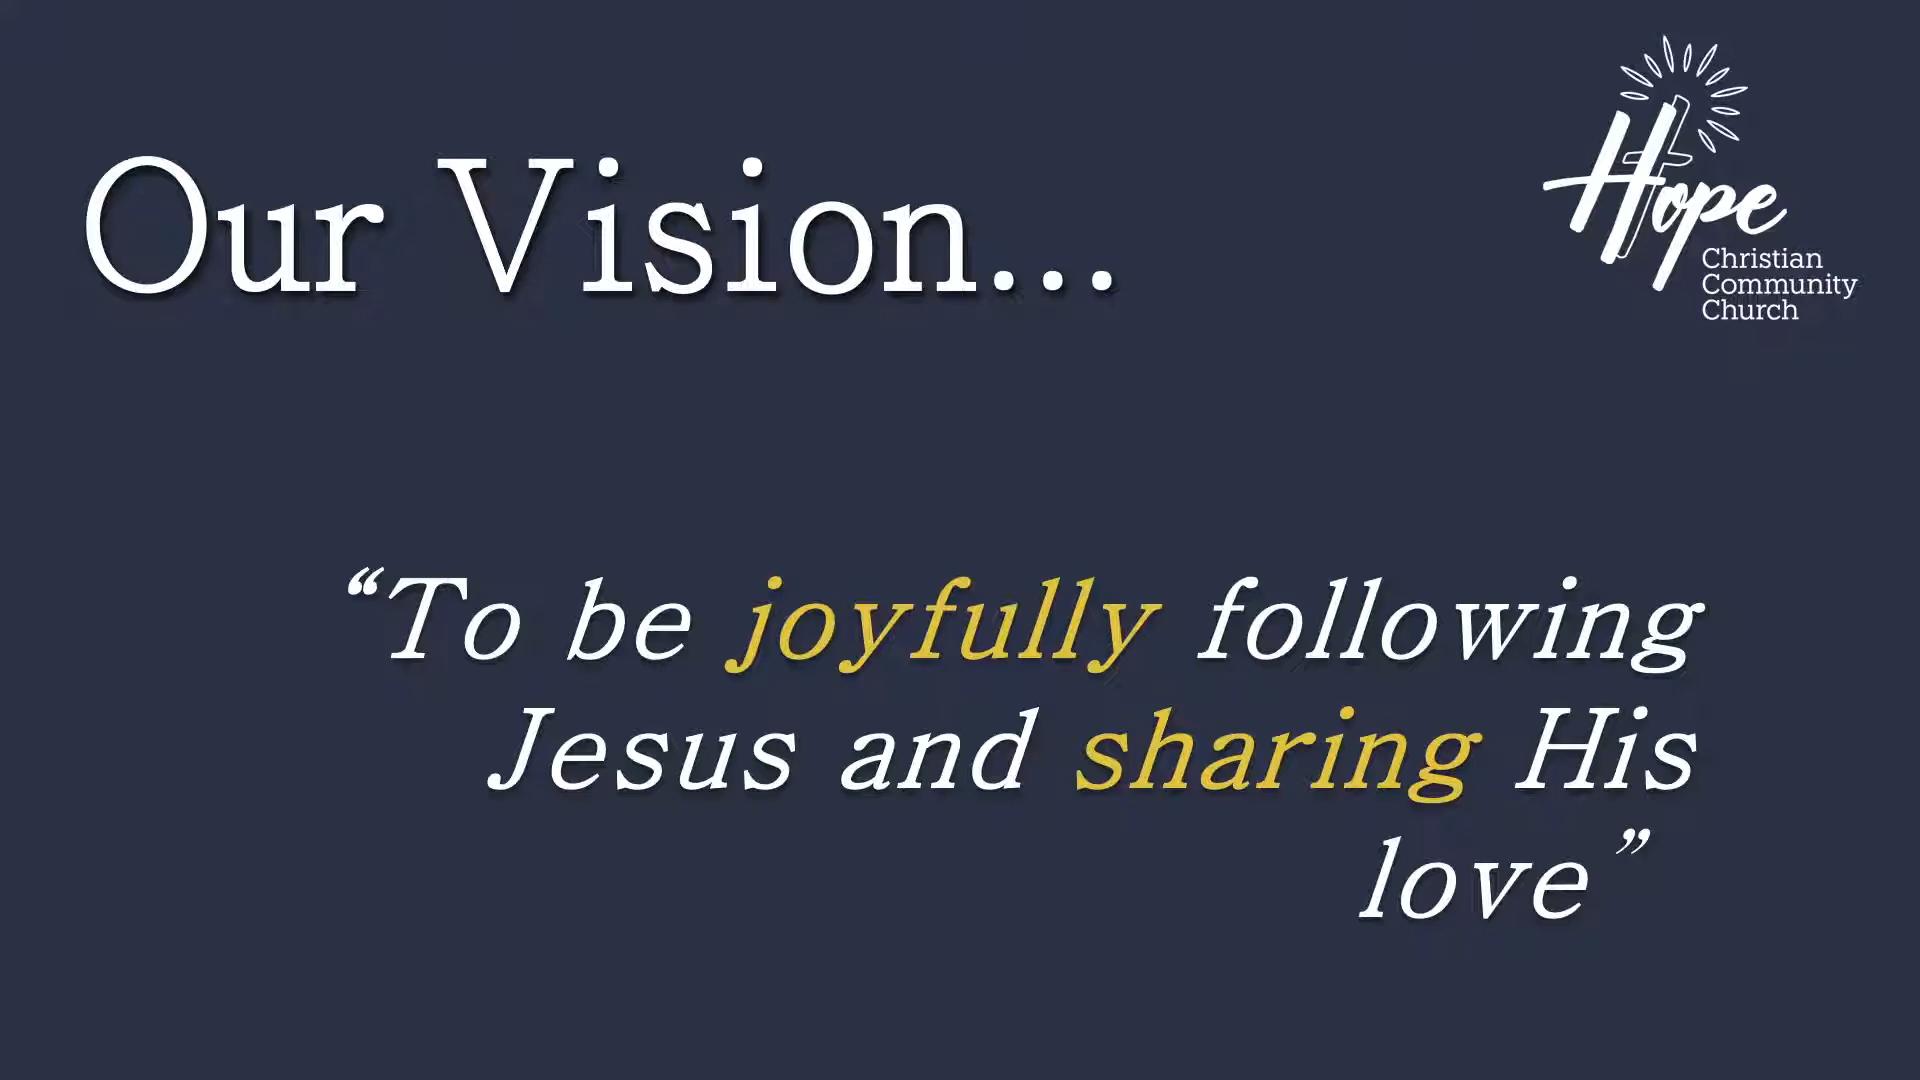 Our Vision...
Hope
Christian
Community
Church
“To be joyfully following
Jesus and sharing His
love”